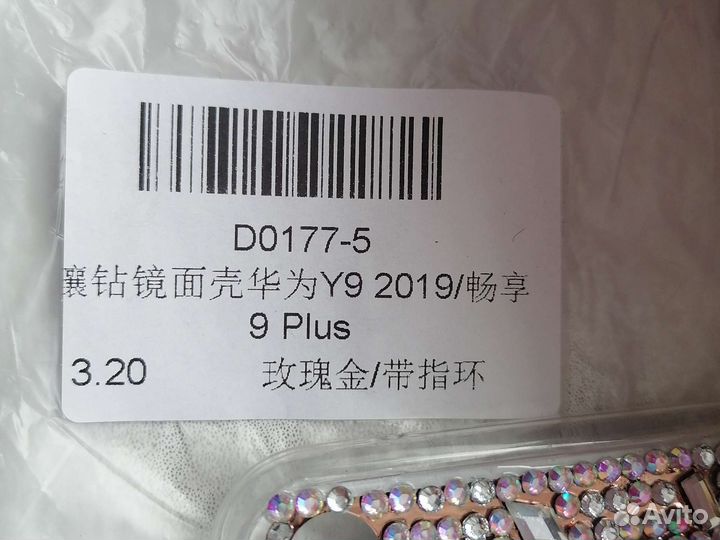 D0177-5
镶钻镜面壳华为Y9 2019/畅享
9 Plus
3.20 玫瑰金/带指环
Avito